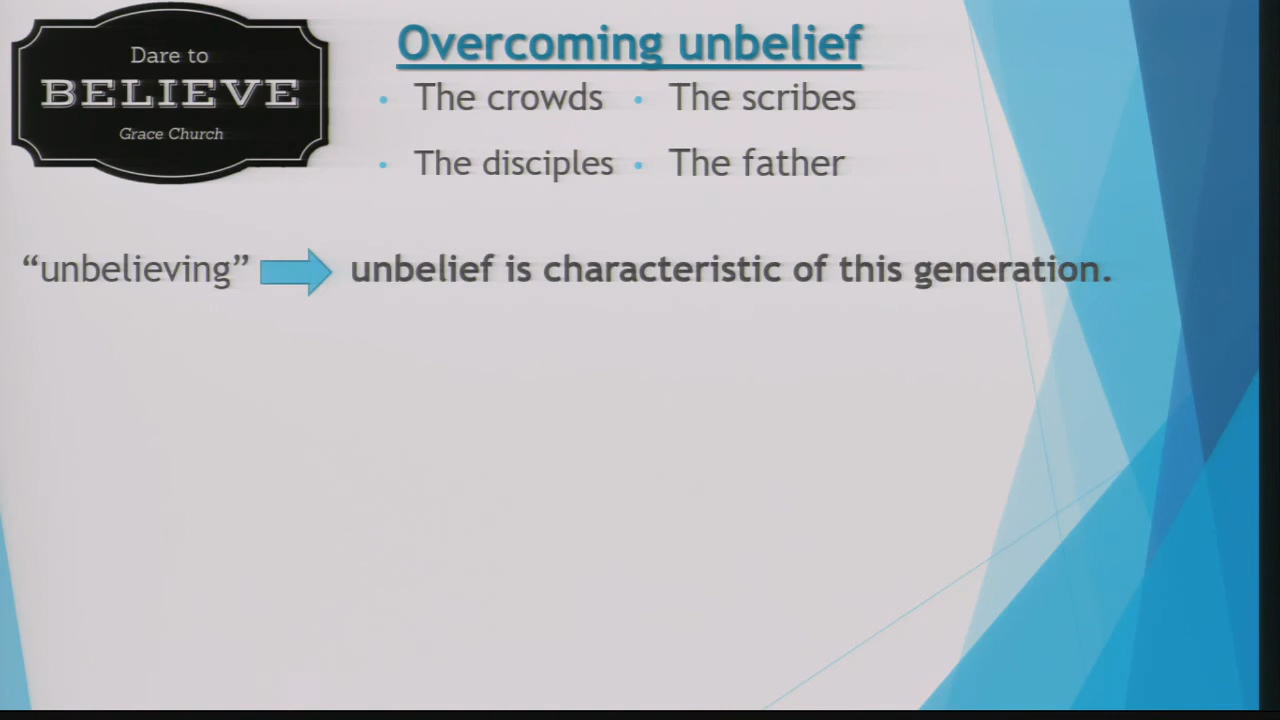 Dare to
BELIEVE
Grace Church
Overcoming unbelief
• The crowds • The scribes
• The disciples • The father
“unbelieving” unbelief is characteristic of this generation.